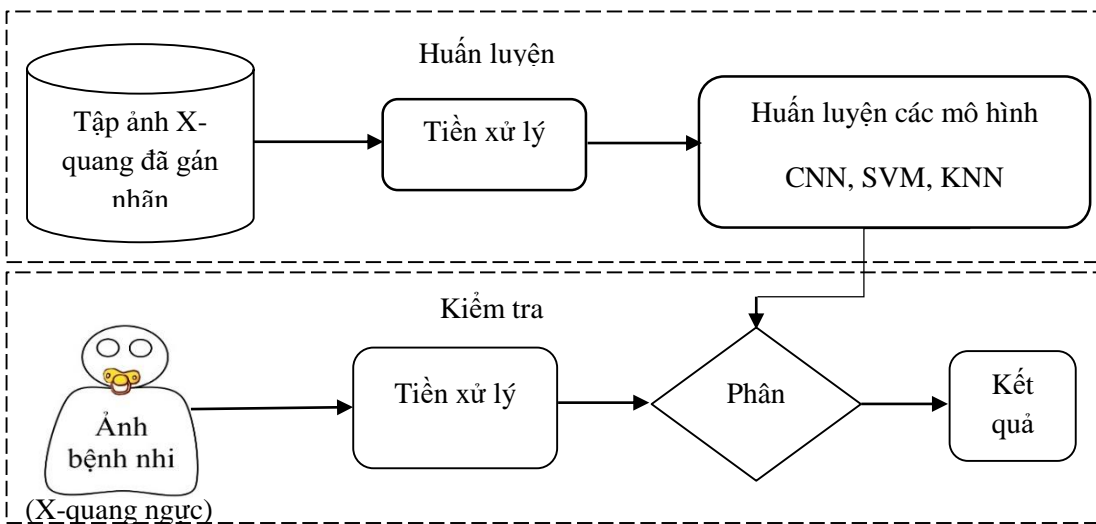 Huấn luyện
Tập ảnh X-
quang đã gán
nhãn
Tiền xử lý
Huấn luyện các mô hình
CNN, SVM, KNN
Kiểm tra
Ảnh
bệnh nhi
(X-quang ngực)
Tiền xử lý
Phân
Kết
quả